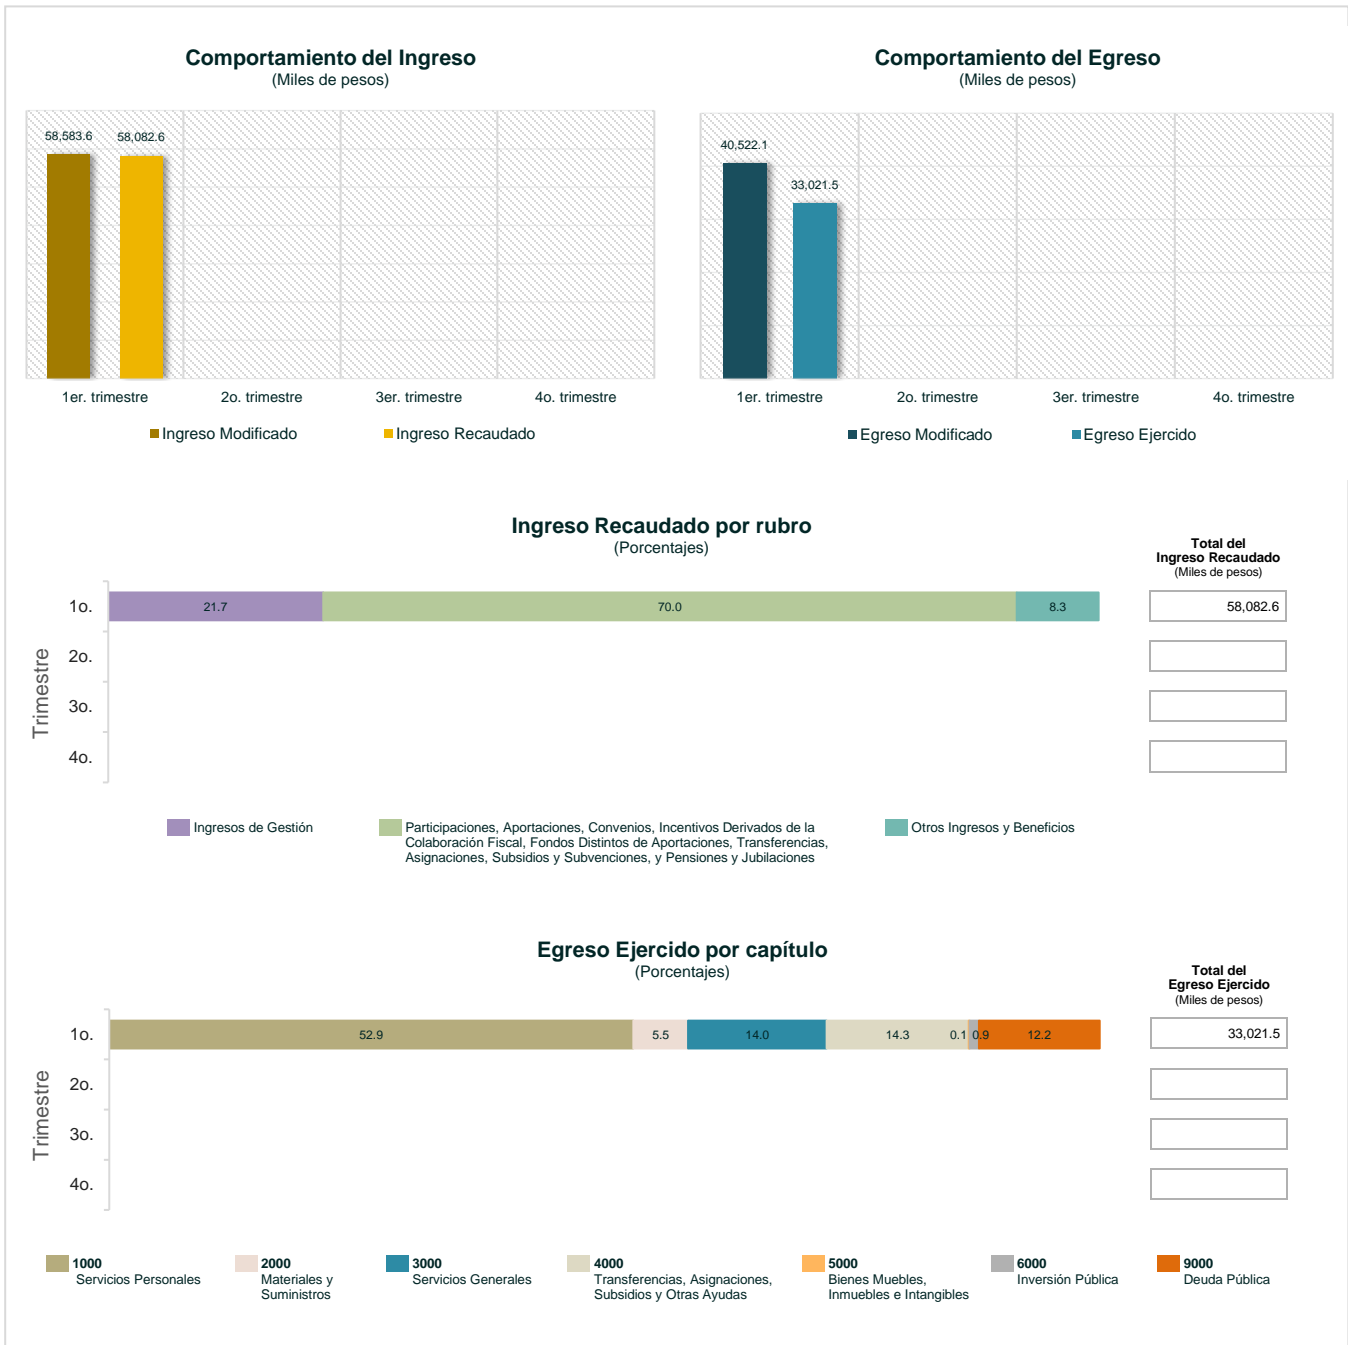 Comportamiento del Ingreso
(Miles de pesos)
58,583.6
58,082.6
1er. trimestre
2o. trimestre
3er. trimestre
4o. trimestre
Ingreso Modificado
Ingreso Recaudado
Comportamiento del Egreso
(Miles de pesos)
40,522.1
33,021.5
1er. trimestre
2o. trimestre
3er. trimestre
4o. trimestre
Egreso Modificado
Egreso Ejercido
Ingreso Recaudado por rubro
(Porcentajes)
Total del
Ingreso Recaudado
(Miles de pesos)
Trimestre
1o.
21.7
70.0
8.3
58,082.6
2o.
3o.
4o.
Ingresos de Gestión
Participaciones, Aportaciones, Convenios, Incentivos Derivados de la
Colaboración Fiscal, Fondos Distintos de Aportaciones, Transferencias,
Asignaciones, Subsidios y Subvenciones, y Pensiones y Jubilaciones
Otros Ingresos y Beneficios
Egreso Ejercido por capítulo
(Porcentajes)
Total del
Egreso Ejercido
(Miles de pesos)
Trimestre
1o.
52.9
5.5
14.0
14.3
0.1
0.9
12.2
33,021.5
2o.
3o.
4o.
1000
Servicios Personales
2000
Materiales y
Suministros
3000
Servicios Generales
4000
Transferencias, Asignaciones,
Subsidios y Otras Ayudas
5000
Bienes Muebles,
Inmuebles e Intangibles
6000
Inversión Pública
9000
Deuda Pública